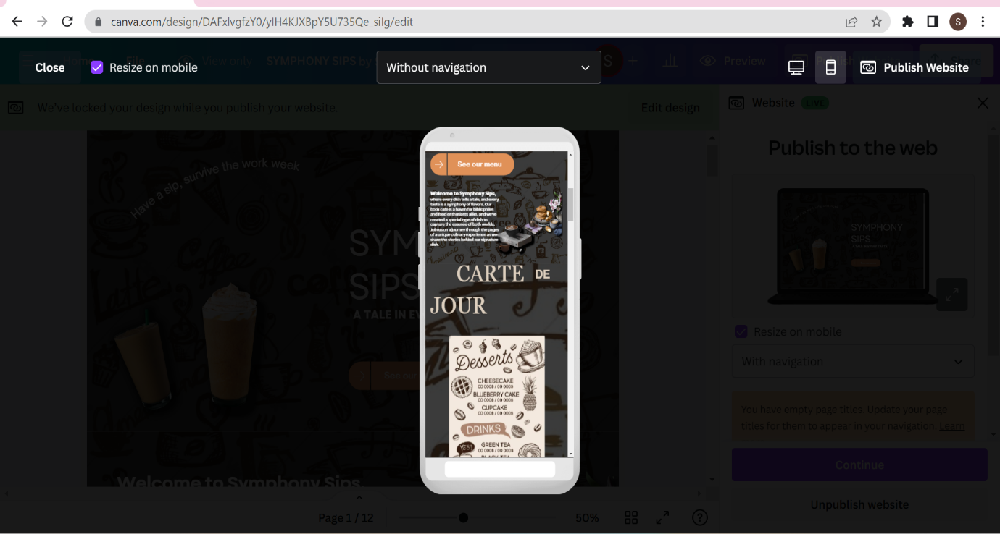 canva.com/design/DAFxlvgfzY0/yIH4KJXBpY5U735Qe_silg/edit
S
Home File View only SYMPHONY SIPS by S + Preview Share
Close Resize on mobile Without navigation Publish Website
We've locked your design while you publish your website. Edit design
Website LIVE
Publish to the web
Have a sip, survive the work week
SYM
SIPS
A TALE IN EV
See our
Coffee
Latte
Welcome to Symphony Sips
See our menu
Welcome to Symphony Sips,
where every dish tells a tale, and every
taste is a symphony of flavors. Our
book cafe is a haven for bibliophiles
and food enthusiasts alike, and we've
created a special type of dish to
capture the essence of both worlds.
Join us on a journey through the pages
of a unique culinary experience as we
share the stories behind our signature
dish.
CARTE DE
JOUR
Desserts
CHEESECAKE
00 000$ / 00 000$
BLUEBERRY CAKE
00 000$ / 00 000$
CUPCAKE
00 000$ / 00 000$
DRINKS
YES!
GREEN TEA
00 000$ / 00 000$
BLACK TEA
SYMPHONY
SIPS
Resize on mobile
With navigation
You have empty page titles. Update your page
titles for them to appear in your navigation. Learn
Continue
Unpublish website
Page 1 / 12 50% ?